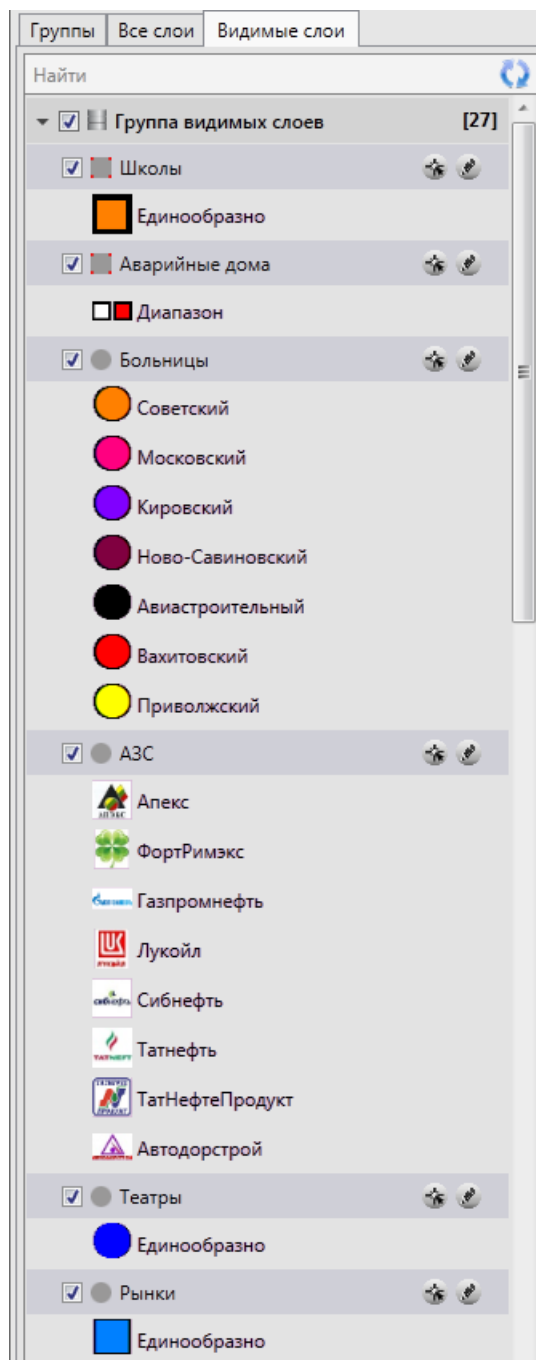 Группы Все слои Видимые слои
Найти
Группа видимых слоев [27]
Школы
Единообразно
Аварийные дома
Диапазон
Больницы
Советский
Московский
Кировский
Ново-Савиновский
Авиастроительный
Вахитовский
Приволжский
АЗС
Апекс
ФортРимэкс
Газпромнефть
Лукойл
Сибнефть
Татнефть
ТатНефтеПродукт
Автодорстрой
Театры
Единообразно
Рынки
Единообразно